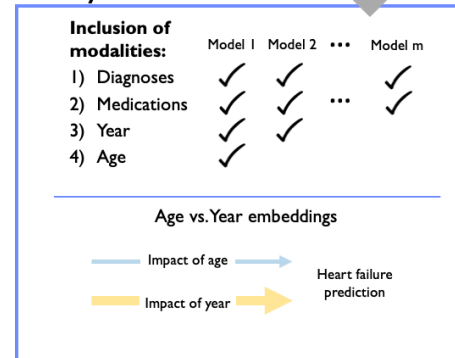 Inclusion of
modalities:
Model 1 Model 2 ... Model m
1) Diagnoses
2) Medications ...
3) Year
4) Age
Age vs. Year embeddings
Impact of age
Heart failure
prediction
Impact of year